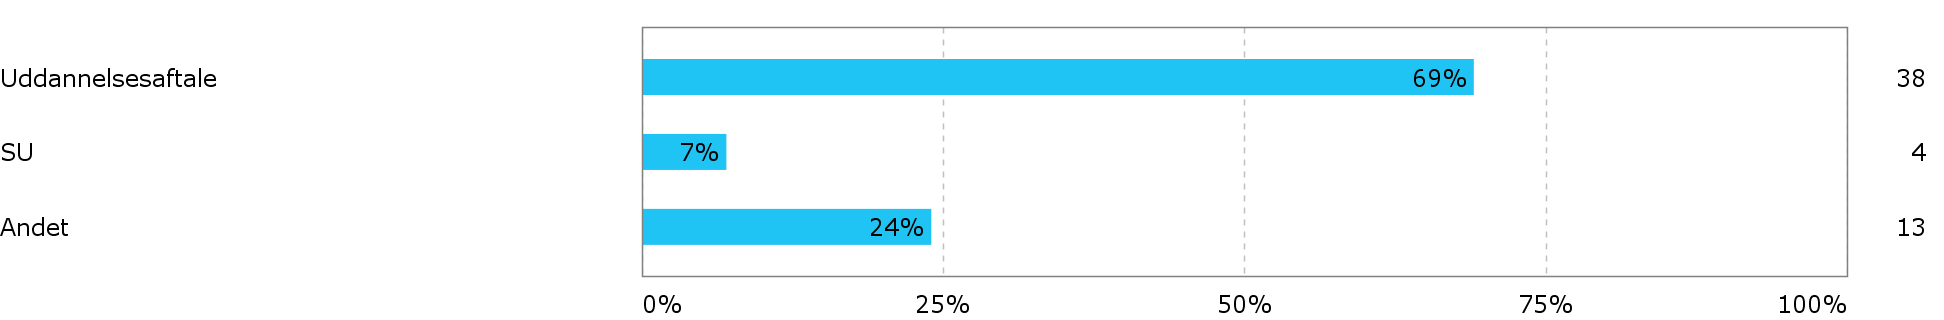 Uddannelsesaftale 69% 38
SU 7% 4
Andet 24% 13
0% 25% 50% 75% 100%